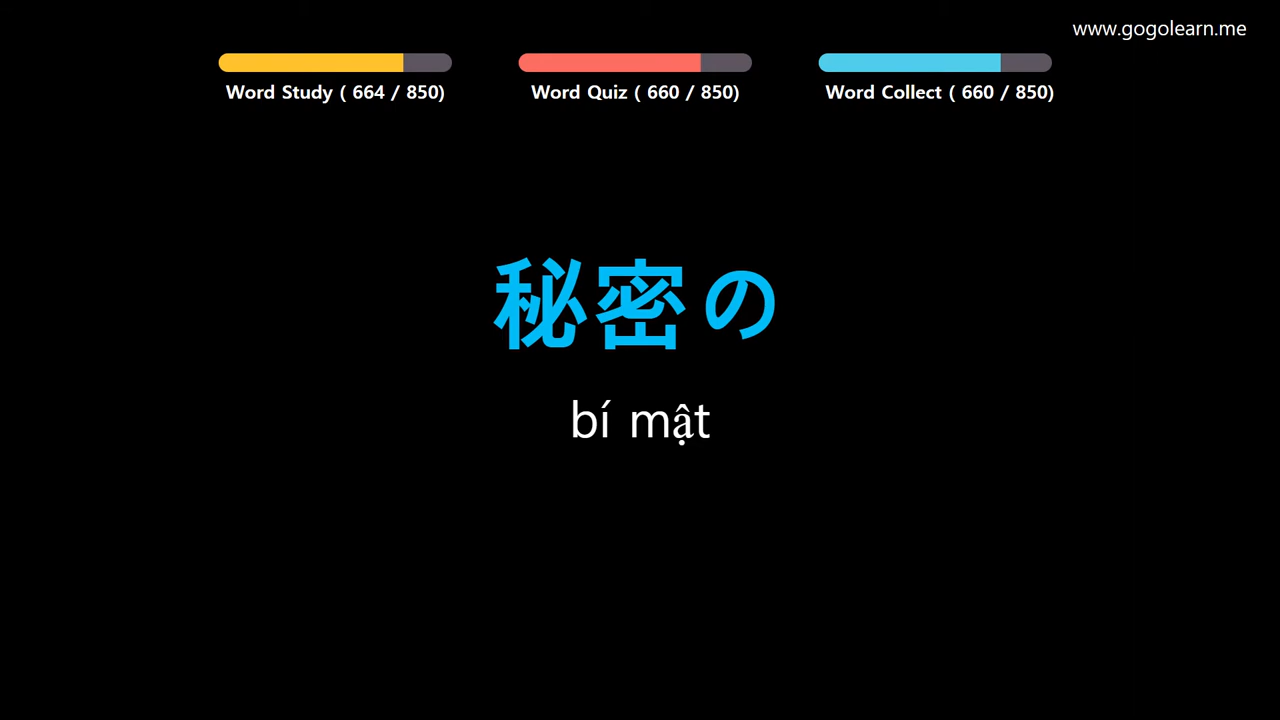 www.gogolearn.me
Word Study ( 664 / 850)
Word Quiz ( 660 / 850)
Word Collect ( 660 / 850)
秘密の
bí mật